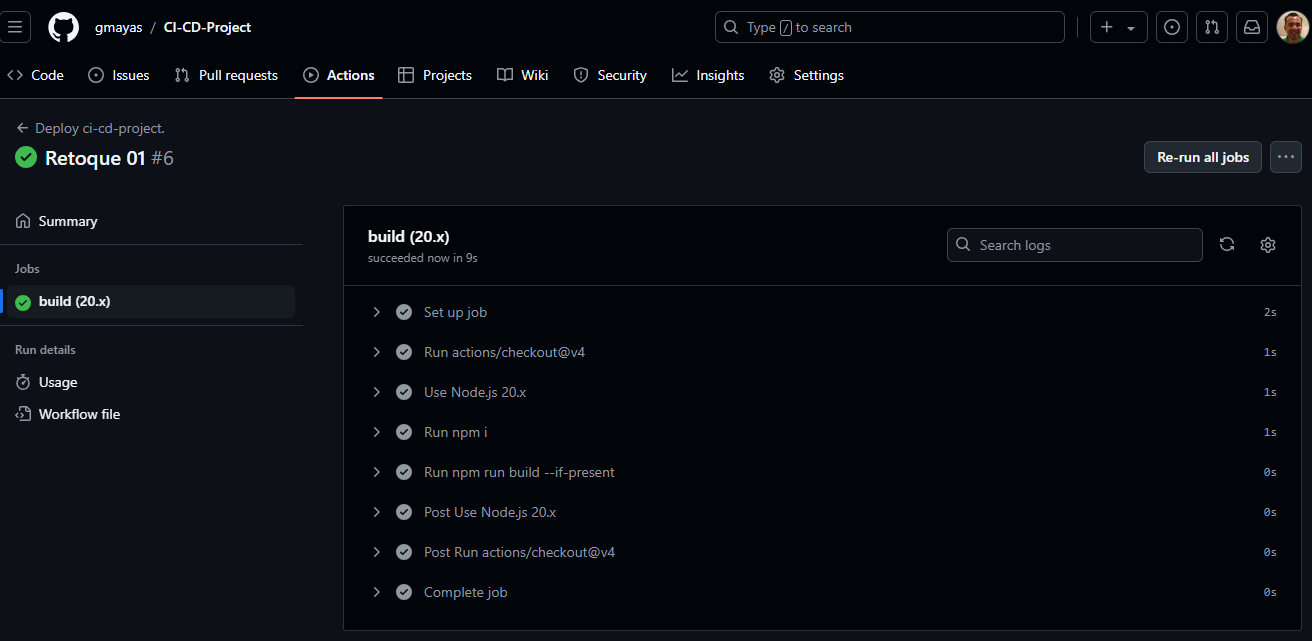 gmayas / CI-CD-Project
Type / to search
Code Issues Pull requests Actions Projects Wiki Security Insights Settings
Deploy ci-cd-project.
Retoque 01 #6
Re-run all jobs
Summary
Jobs
build (20.x)
Run details
Usage
Workflow file
build (20.x)
succeeded now in 9s
Search logs
Set up job 2s
Run actions/checkout@v4 1s
Use Node.js 20.x 1s
Run npm i 1s
Run npm run build --if-present 0s
Post Use Node.js 20.x 0s
Post Run actions/checkout@v4 0s
Complete job 0s